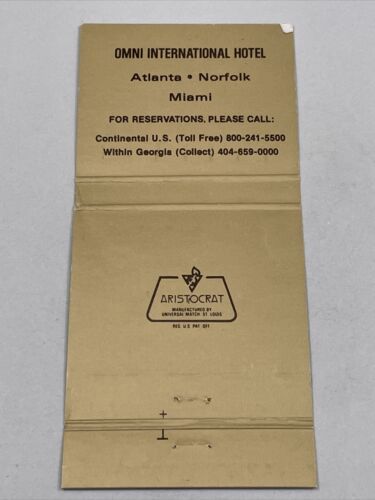 OMNI INTERNATIONAL HOTEL
Atlanta • Norfolk
Miami
FOR RESERVATIONS, PLEASE CALL:
Continental U.S. (Toll Free) 800-241-5500
Within Georgia (Collect) 404-659-0000
ARISTOCRAT
MANUFACTURED BY
UNIVERSAL MATCH, ST. LOUIS
REG. U.S. PAT. OFF.